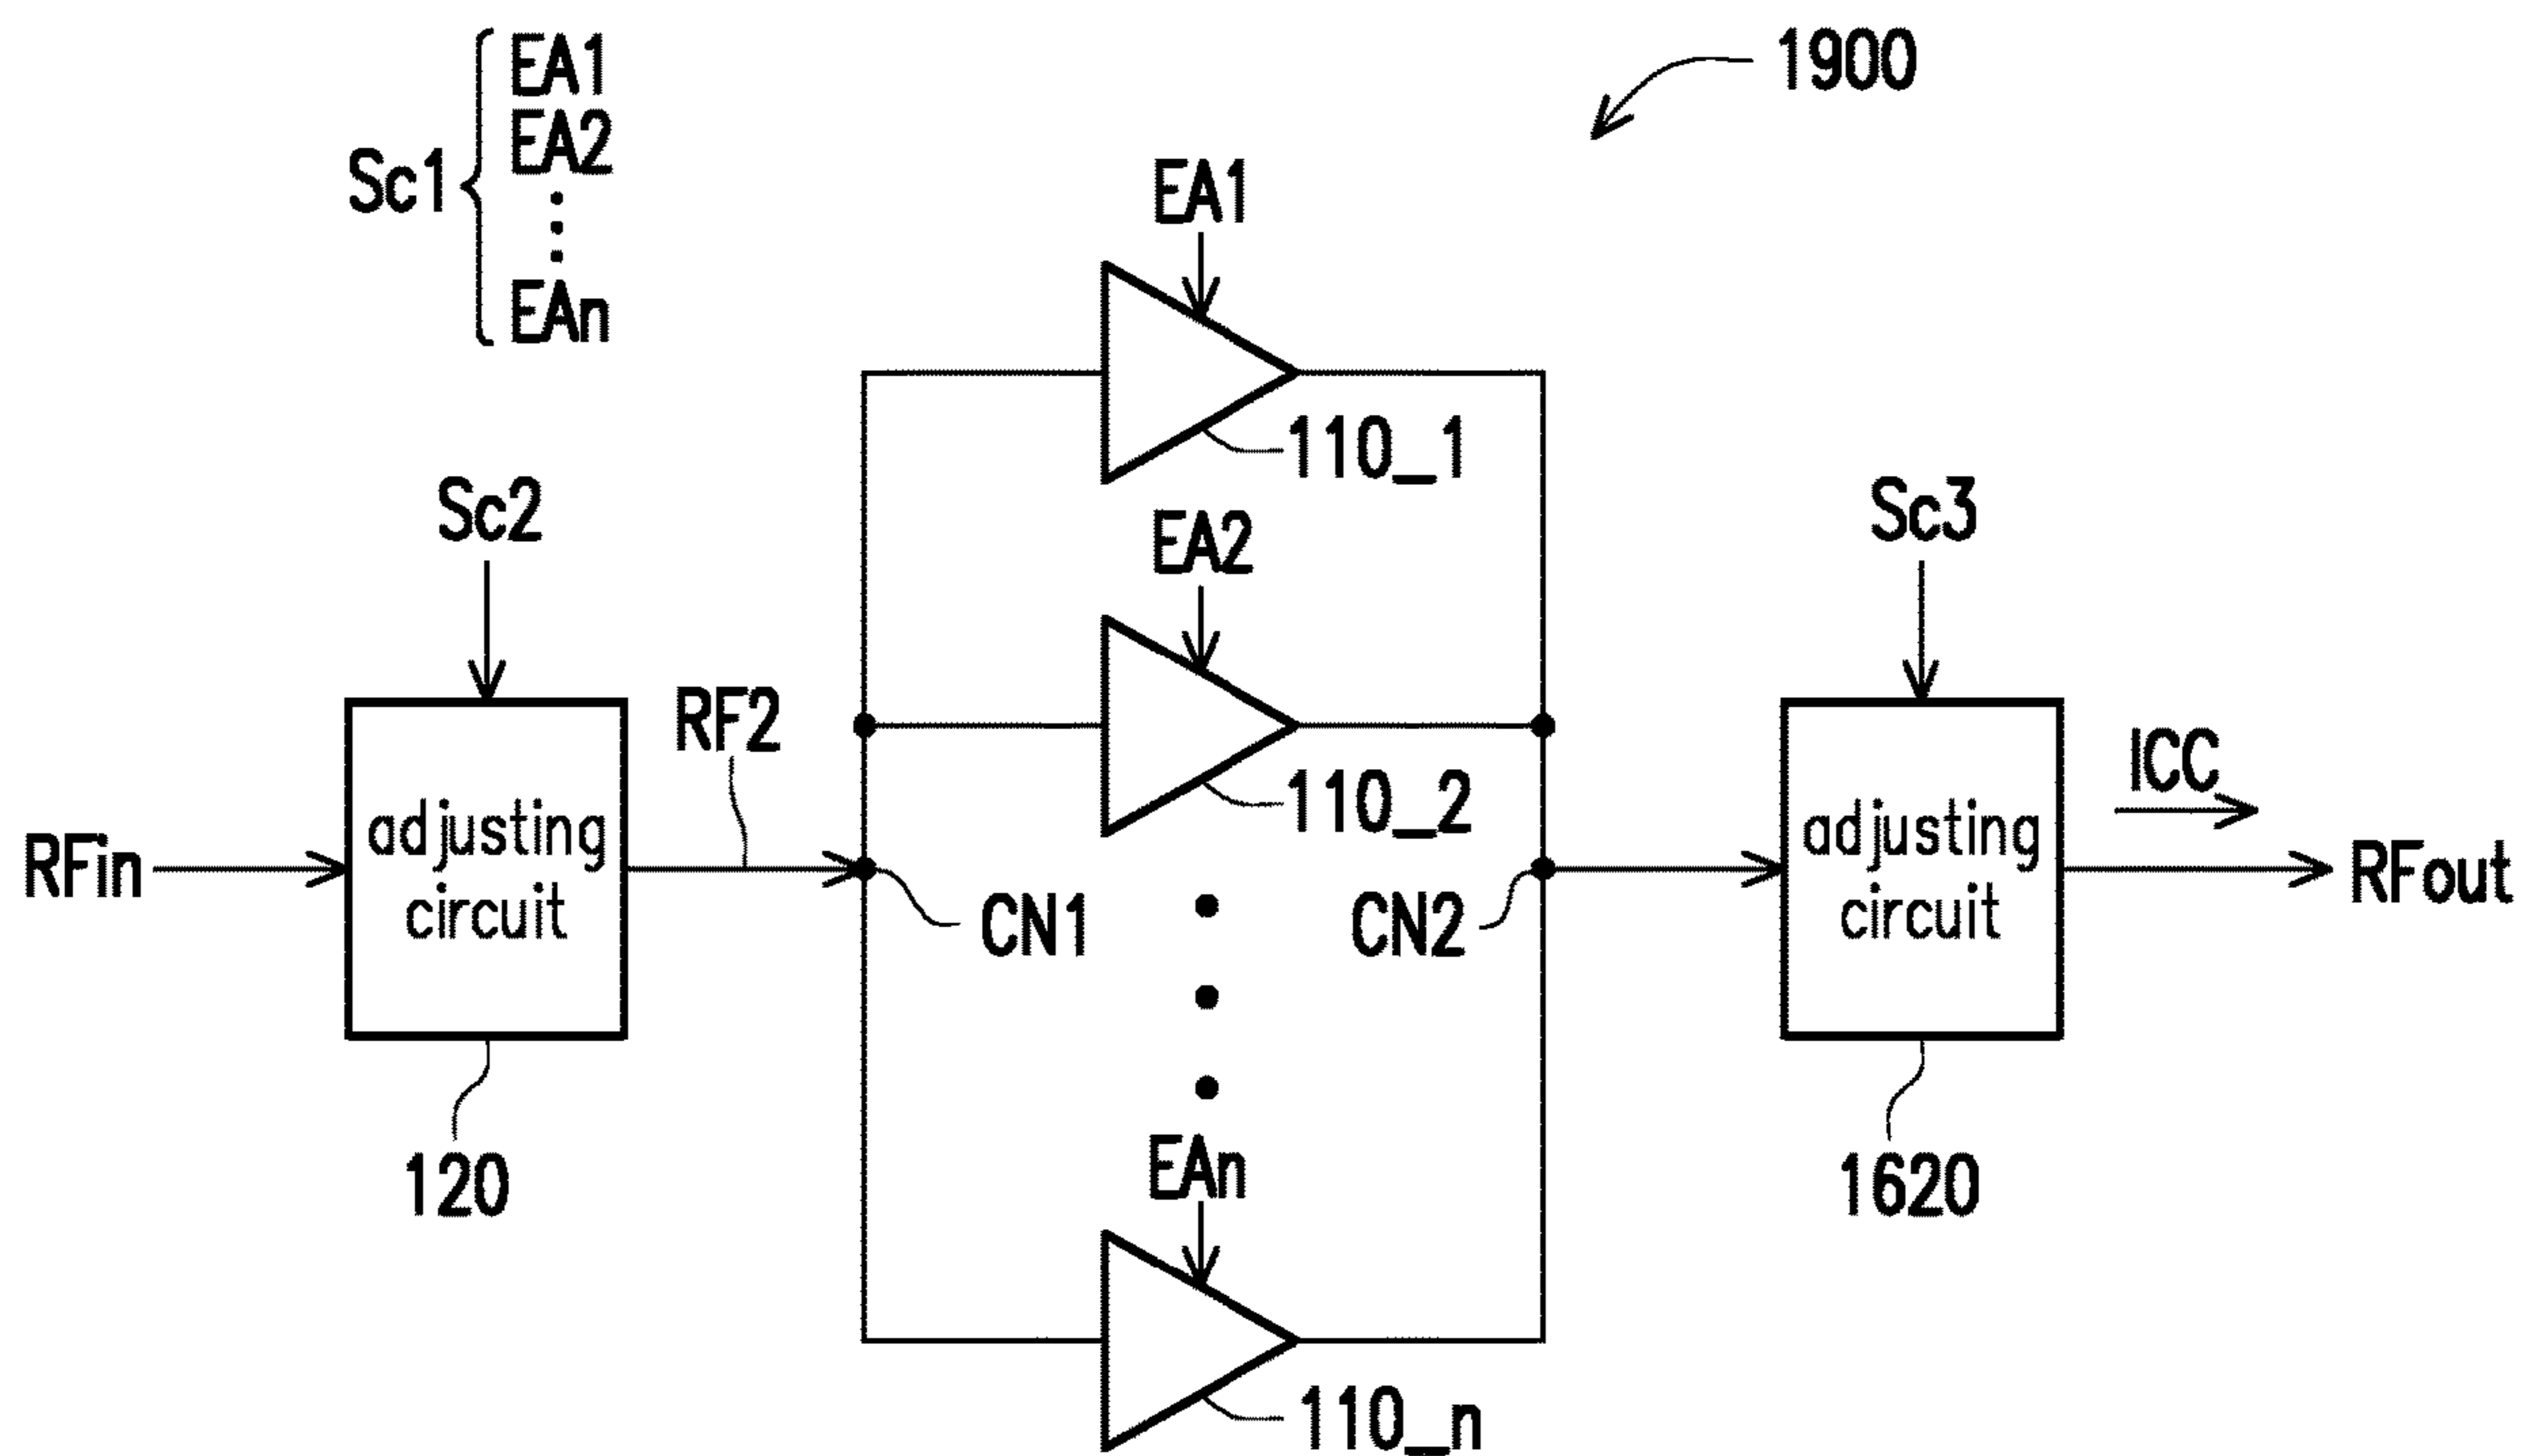 1900
Sc1
EA1
EA2
EAn
EA1
110_1
Sc2
EA2
Sc3
RF2
110_2
ICC
RFin
adjusting
circuit
CN1
CN2
adjusting
circuit
RFout
120
EAn
1620
110_n